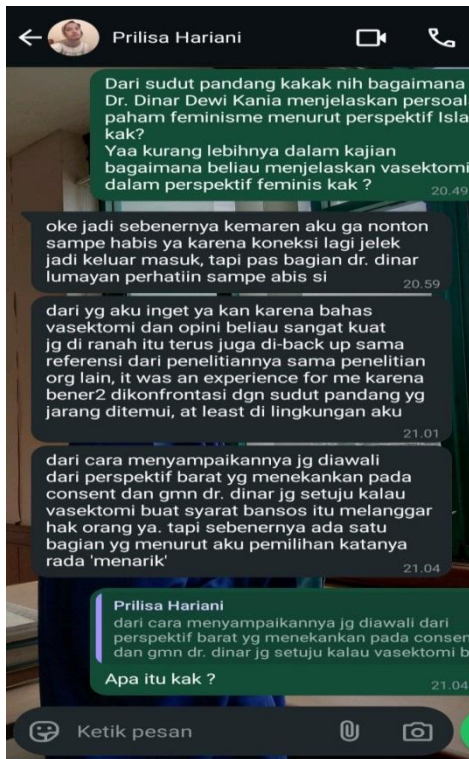 Prilisa Hariani
Dari sudut pandang kakak nih bagaimana
Dr. Dinar Dewi Kania menjelaskan persoal
paham feminisme menurut perspektif Isla
kak?
Yaa kurang lebihnya dalam kajian
bagaimana beliau menjelaskan vasektomi
dalam perspektif feminis kak ?
20.49
oke jadi sebenernya kemaren aku ga nonton
sampe habis ya karena koneksi lagi jelek
jadi keluar masuk, tapi pas bagian dr. dinar
lumayan perhatiin sampe abis si
20.59
dari yg aku inget ya kan karena bahas
vasektomi dan opini beliau sangat kuat
jg di ranah itu terus juga di-back up sama
referensi dari penelitiannya sama penelitian
org lain, it was an experience for me karena
bener2 dikonfrontasi dgn sudut pandang yg
jarang ditemui, at least di lingkungan aku
21.01
dari cara menyampaikannya jg diawali
dari perspektif barat yg menekankan pada
consent dan gmn dr. dinar jg setuju kalau
vasektomi buat syarat bansos itu melanggar
hak orang ya. tapi sebenernya ada satu
bagian yg menurut aku pemilihan katanya
rada 'menarik'
21.04
Prilisa Hariani
dari cara menyampaikannya jg diawali dari
perspektif barat yg menekankan pada consen
dan gmn dr. dinar jg setuju kalau vasektomi b
Apa itu kak ?
21.04
Ketik pesan